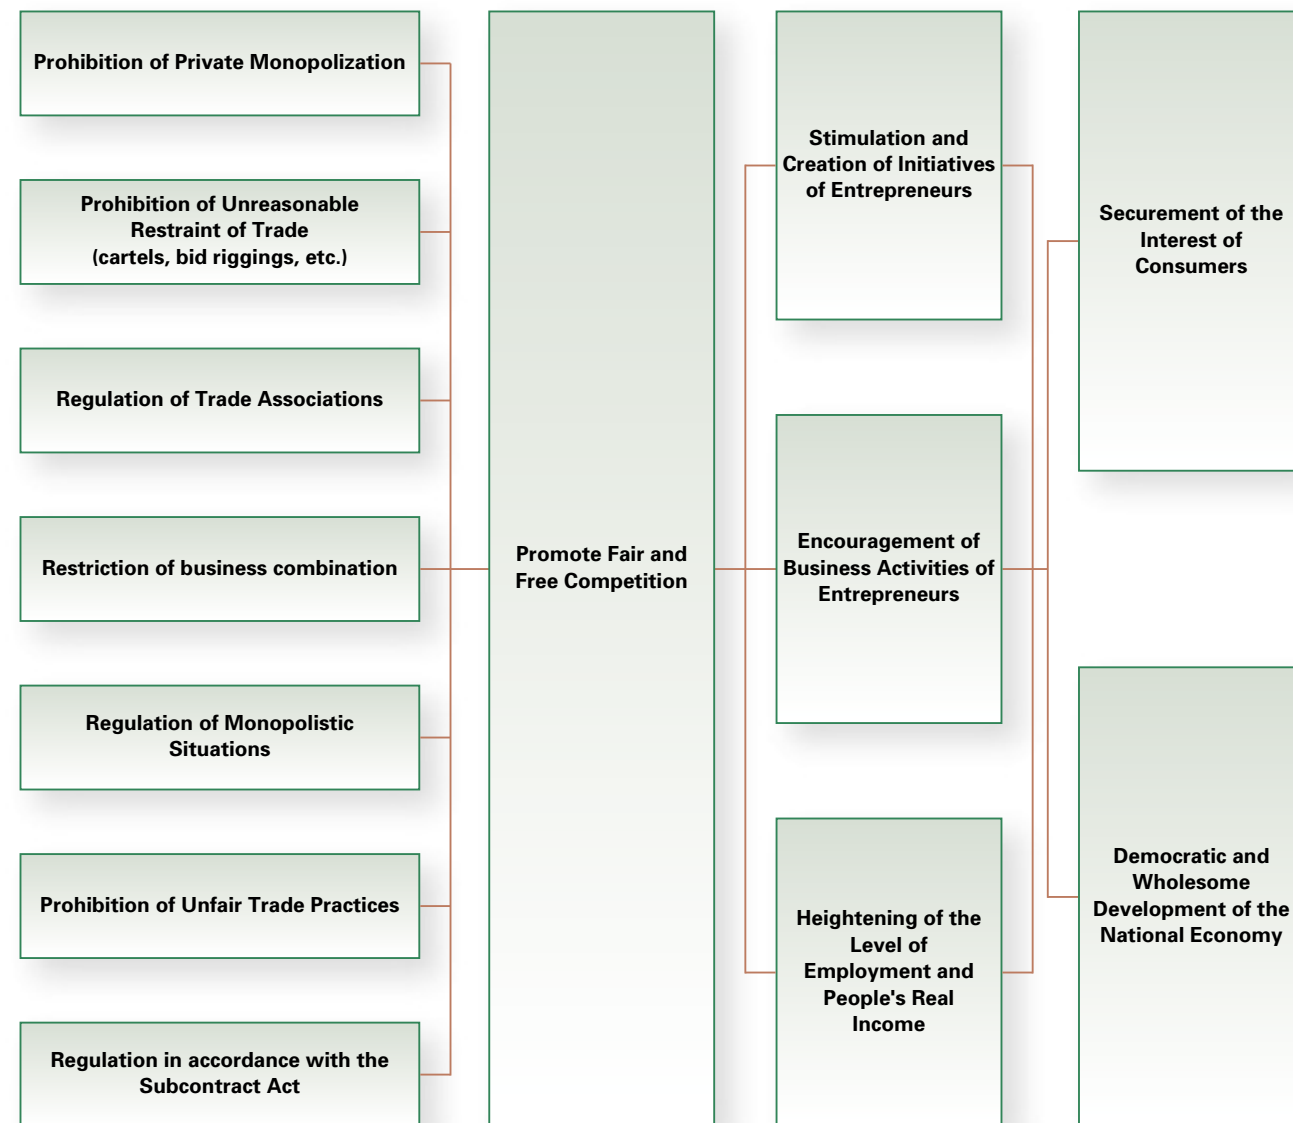 Prohibition of Private Monopolization
Prohibition of Unreasonable
Restraint of Trade
(cartels, bid riggings, etc.)
Regulation of Trade Associations
Restriction of business combination
Regulation of Monopolistic
Situations
Prohibition of Unfair Trade Practices
Regulation in accordance with the
Subcontract Act
Promote Fair and
Free Competition
Stimulation and
Creation of Initiatives
of Entrepreneurs
Encouragement of
Business Activities of
Entrepreneurs
Heightening of the
Level of
Employment and
People's Real
Income
Securement of the
Interest of
Consumers
Democratic and
Wholesome
Development of the
National Economy